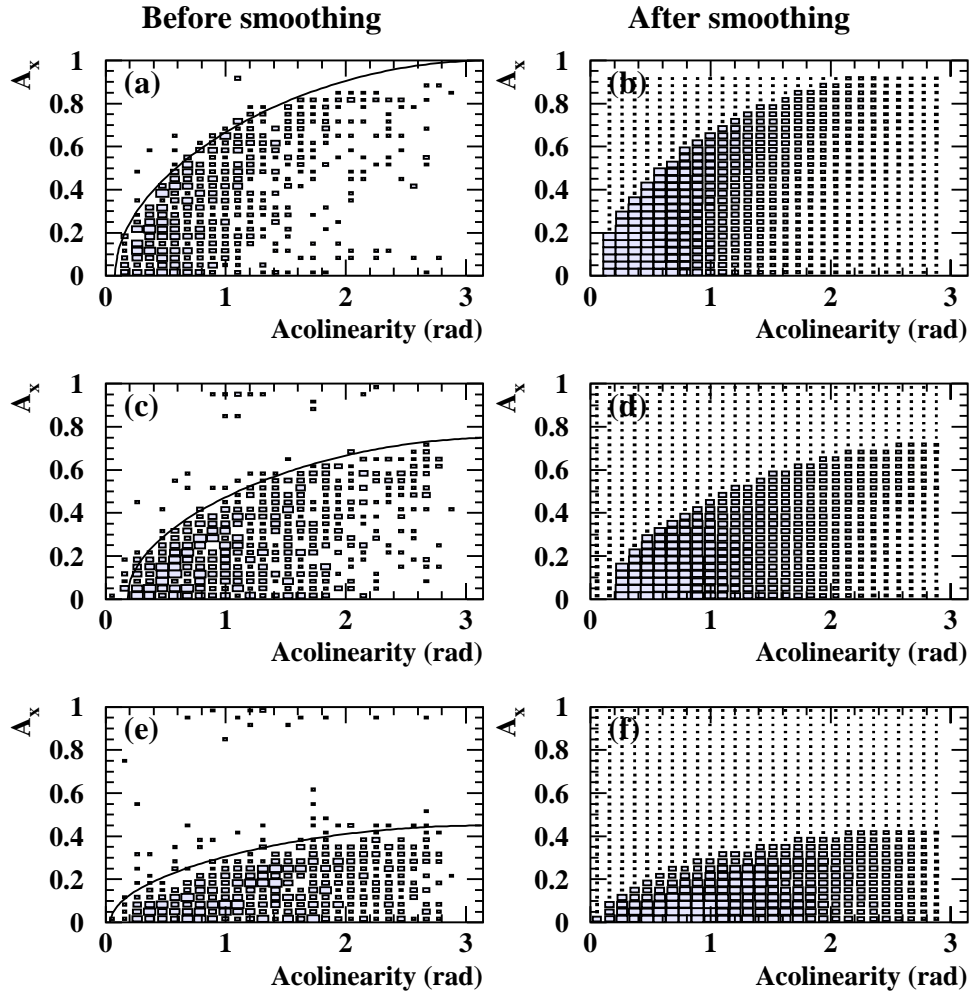 Before smoothing
After smoothing
A_x
1
0.8
0.6
0.4
0.2
0
(a)
0 1 2 3
Acolinearity (rad)
A_x
1
0.8
0.6
0.4
0.2
0
(b)
0 1 2 3
Acolinearity (rad)
A_x
1
0.8
0.6
0.4
0.2
0
(c)
0 1 2 3
Acolinearity (rad)
A_x
1
0.8
0.6
0.4
0.2
0
(d)
0 1 2 3
Acolinearity (rad)
A_x
1
0.8
0.6
0.4
0.2
0
(e)
0 1 2 3
Acolinearity (rad)
A_x
1
0.8
0.6
0.4
0.2
0
(f)
0 1 2 3
Acolinearity (rad)